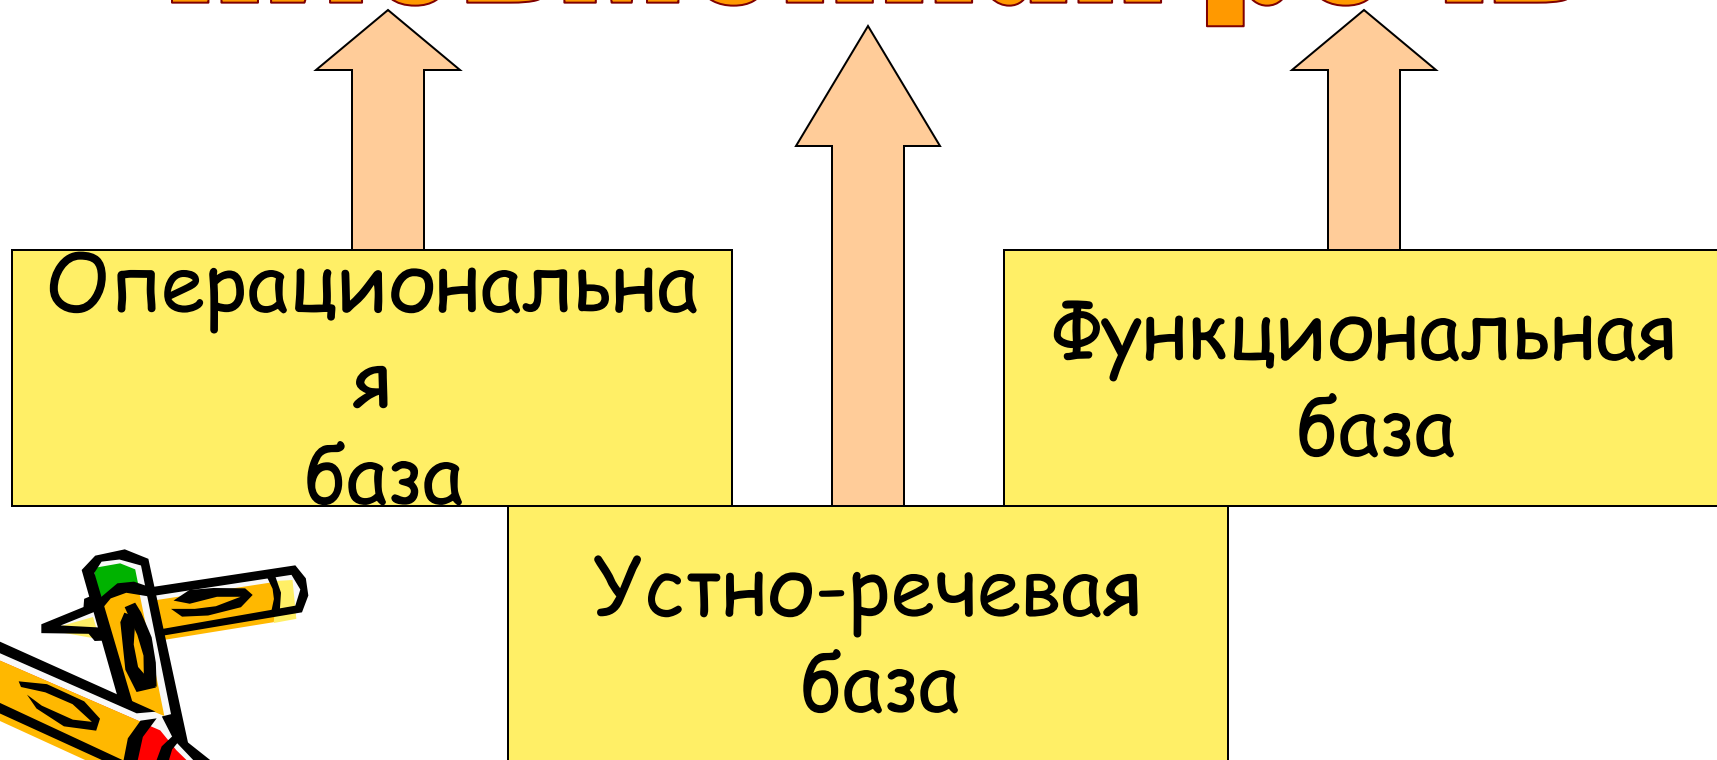 Операциональна
я
база
Функциональная
база
Устно-речевая
база